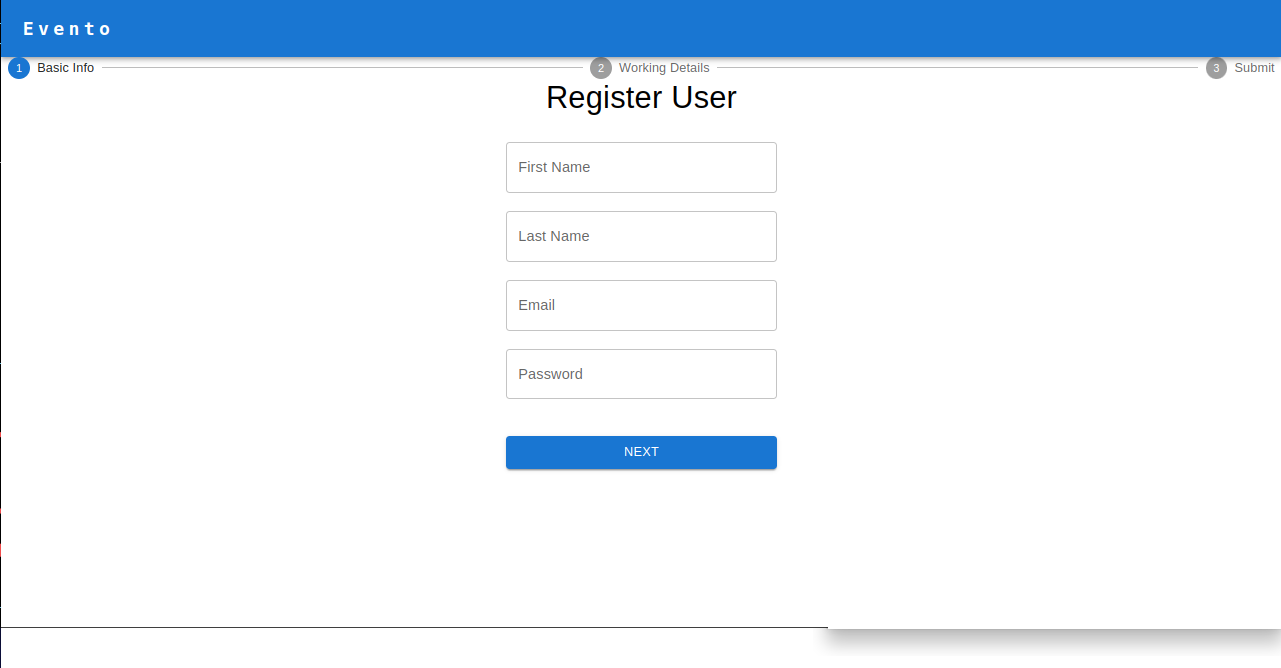 Evento
1 Basic Info 2 Working Details 3 Submit
Register User
First Name
Last Name
Email
Password
NEXT